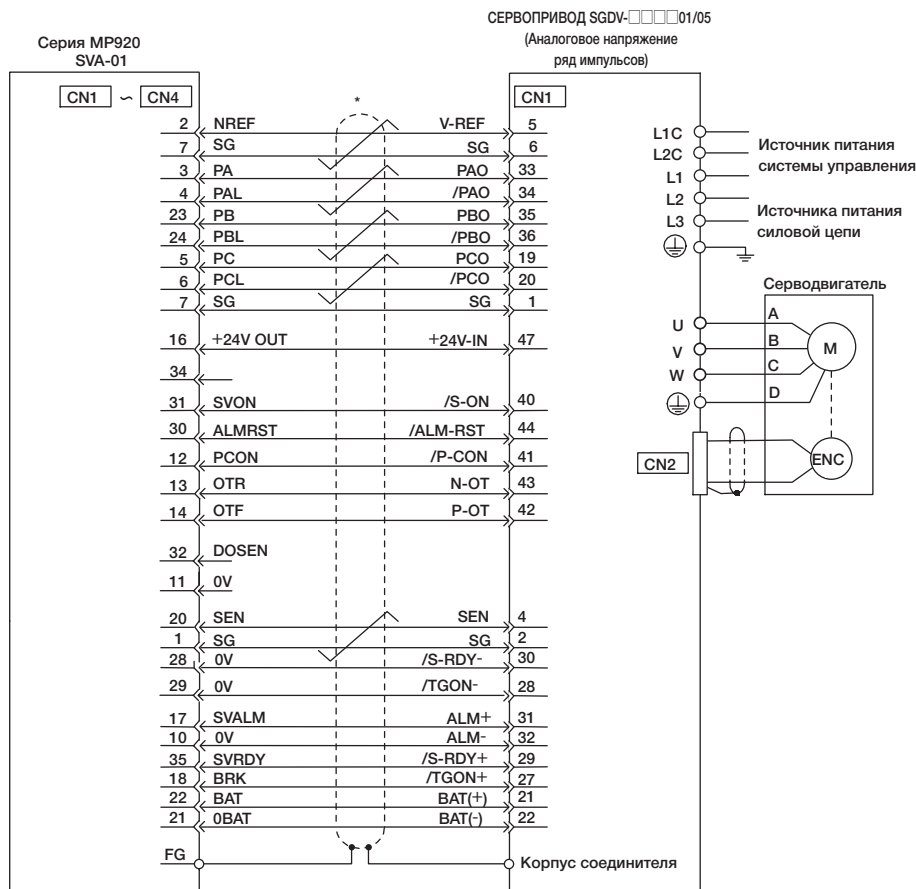 СЕРВОПРИВОД SGDV-□□□□01/05
(Аналоговое напряжение
ряд импульсов)
Серия MP920
SVA-01
CN1 ∽ CN4
*
CN1
2 NREF V-REF 5
7 SG SG 6
3 PA PAO 33
4 PAL /PAO 34
23 PB PBO 35
24 PBL /PBO 36
5 PC PCO 19
6 PCL /PCO 20
7 SG SG 1
16 +24V OUT +24V-IN 47
34
31 SVON /S-ON 40
30 ALMRST /ALM-RST 44
12 PCON /P-CON 41
13 OTR N-OT 43
14 OTF P-OT 42
32 DOSEN
11 0V
20 SEN SEN 4
1 SG SG 2
28 0V /S-RDY- 30
29 0V /TGON- 28
17 SVALM ALM+ 31
10 0V ALM- 32
35 SVRDY /S-RDY+ 29
18 BRK /TGON+ 27
22 BAT BAT(+) 21
21 0BAT BAT(-) 22
FG Корпус соединителя
L1C
L2C
L1
L2
L3
Источник питания
системы управления
Источника питания
силовой цепи
Серводвигатель
U A
V B
W C
D
M
CN2
ENC